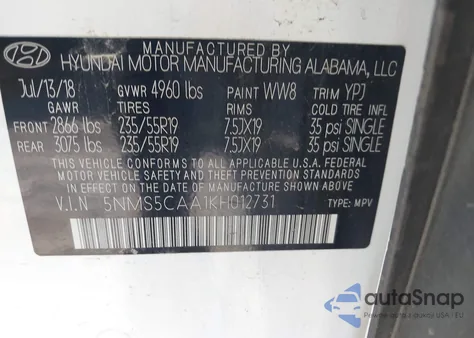 MANUFACTURED BY
HYUNDAI MOTOR MANUFACTURING ALABAMA, LLC
Jul/13/18 GVWR 4960 lbs PAINT WW8 TRIM YPJ
GAWR TIRES RIMS COLD TIRE INFL
FRONT 2866 lbs 235/55R19 7.5JX19 35 psi SINGLE
REAR 3075 lbs 235/55R19 7.5JX19 35 psi SINGLE
THIS VEHICLE CONFORMS TO ALL APPLICABLE U.S.A. FEDERAL
MOTOR VEHICLE SAFETY, BUMPER, AND THEFT PREVENTION
STANDARDS IN EFFECT ON THE DATE OF MANUFACTURE SHOWN ABOVE.
V.I.N 5NMS5CAA1KH012731 TYPE: MPV
autoSnap